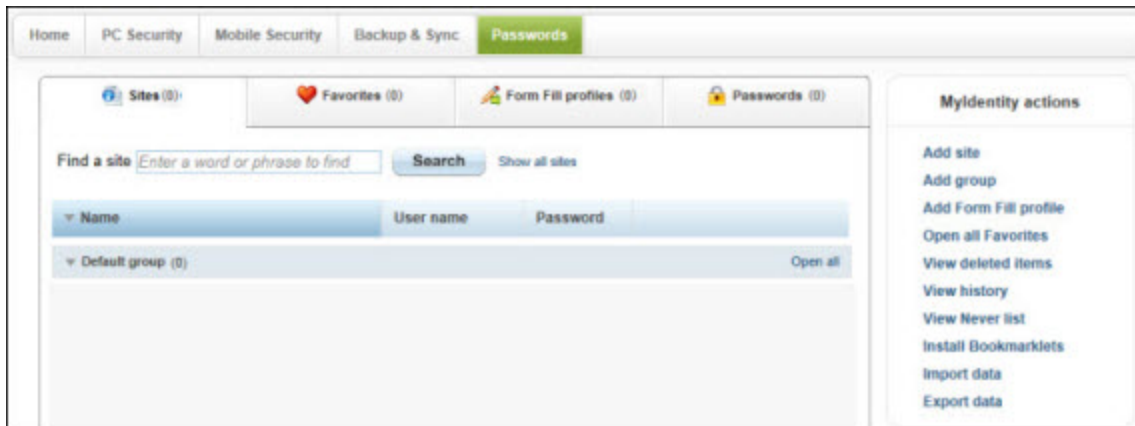 Home PC Security Mobile Security Backup & Sync Passwords
Sites (0) Favorites (0) Form Fill profiles (0) Passwords (0)
Find a site Enter a word or phrase to find Search Show all sites
Name User name Password
Default group (0) Open all
MyIdentity actions
Add site
Add group
Add Form Fill profile
Open all Favorites
View deleted items
View history
View Never list
Install Bookmarklets
Import data
Export data